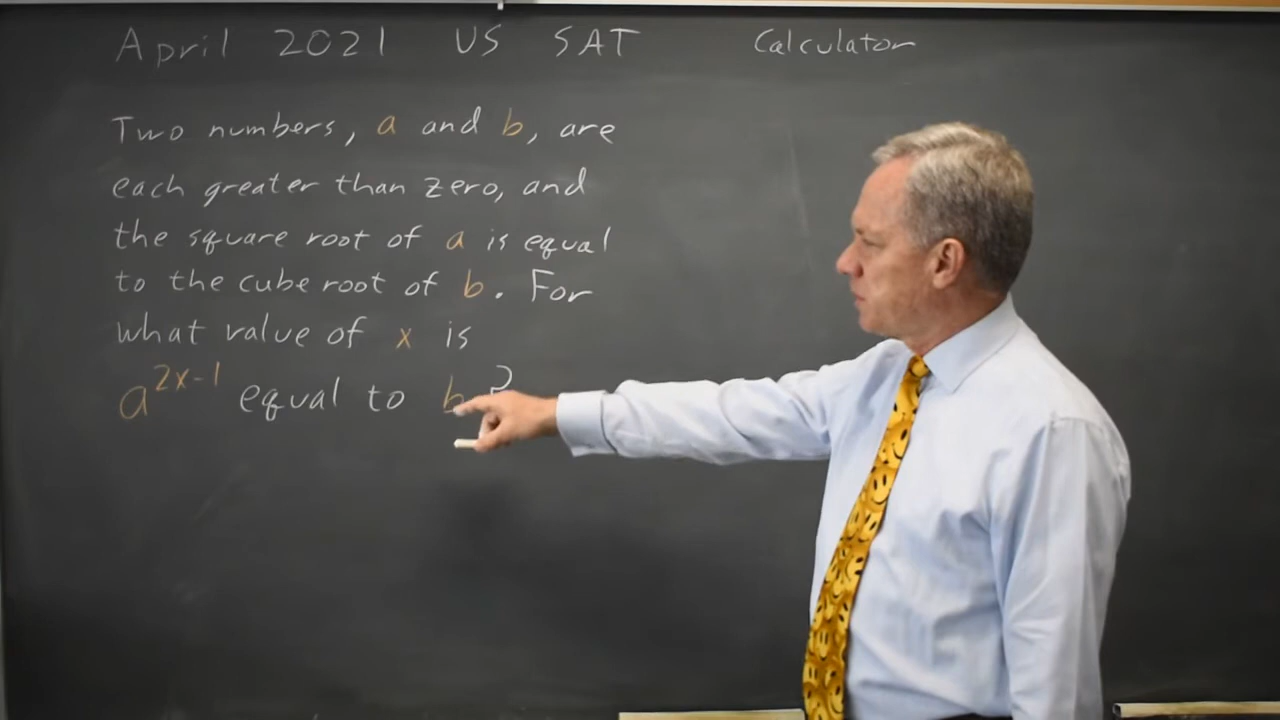 April 2021 US SAT Calculator
Two numbers, a and b, are
each greater than zero, and
the square root of a is equal
to the cube root of b. For
what value of x is
a^{2x-1} equal to b?